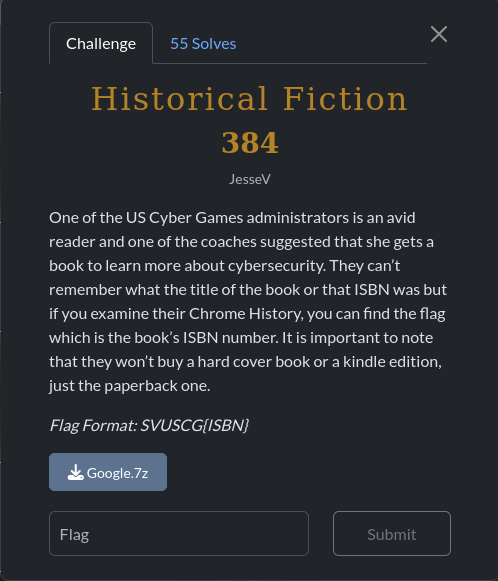 Challenge
55 Solves
Historical Fiction
384
JesseV
One of the US Cyber Games administrators is an avid
reader and one of the coaches suggested that she gets a
book to learn more about cybersecurity. They can’t
remember what the title of the book or that ISBN was but
if you examine their Chrome History, you can find the flag
which is the book’s ISBN number. It is important to note
that they won’t buy a hard cover book or a kindle edition,
just the paperback one.
Flag Format: SVUSCG{ISBN}
Google.7z
Flag
Submit